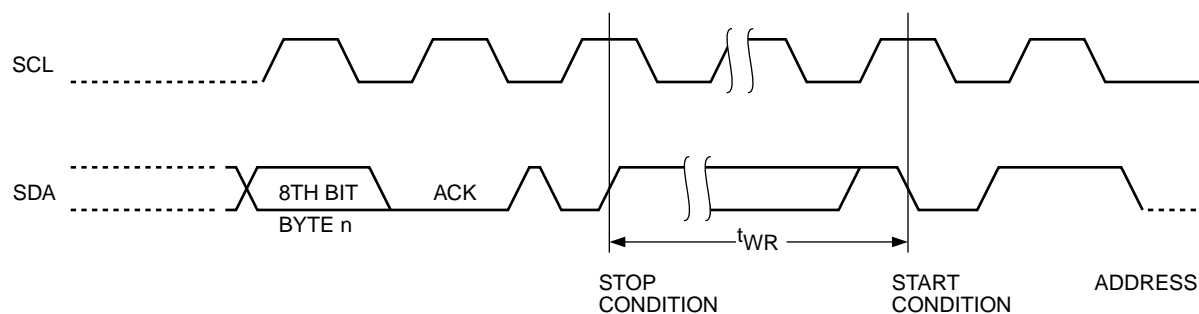 SCL
SDA
8TH BIT
ACK
BYTE n
tWR
STOP
CONDITION
START
CONDITION
ADDRESS